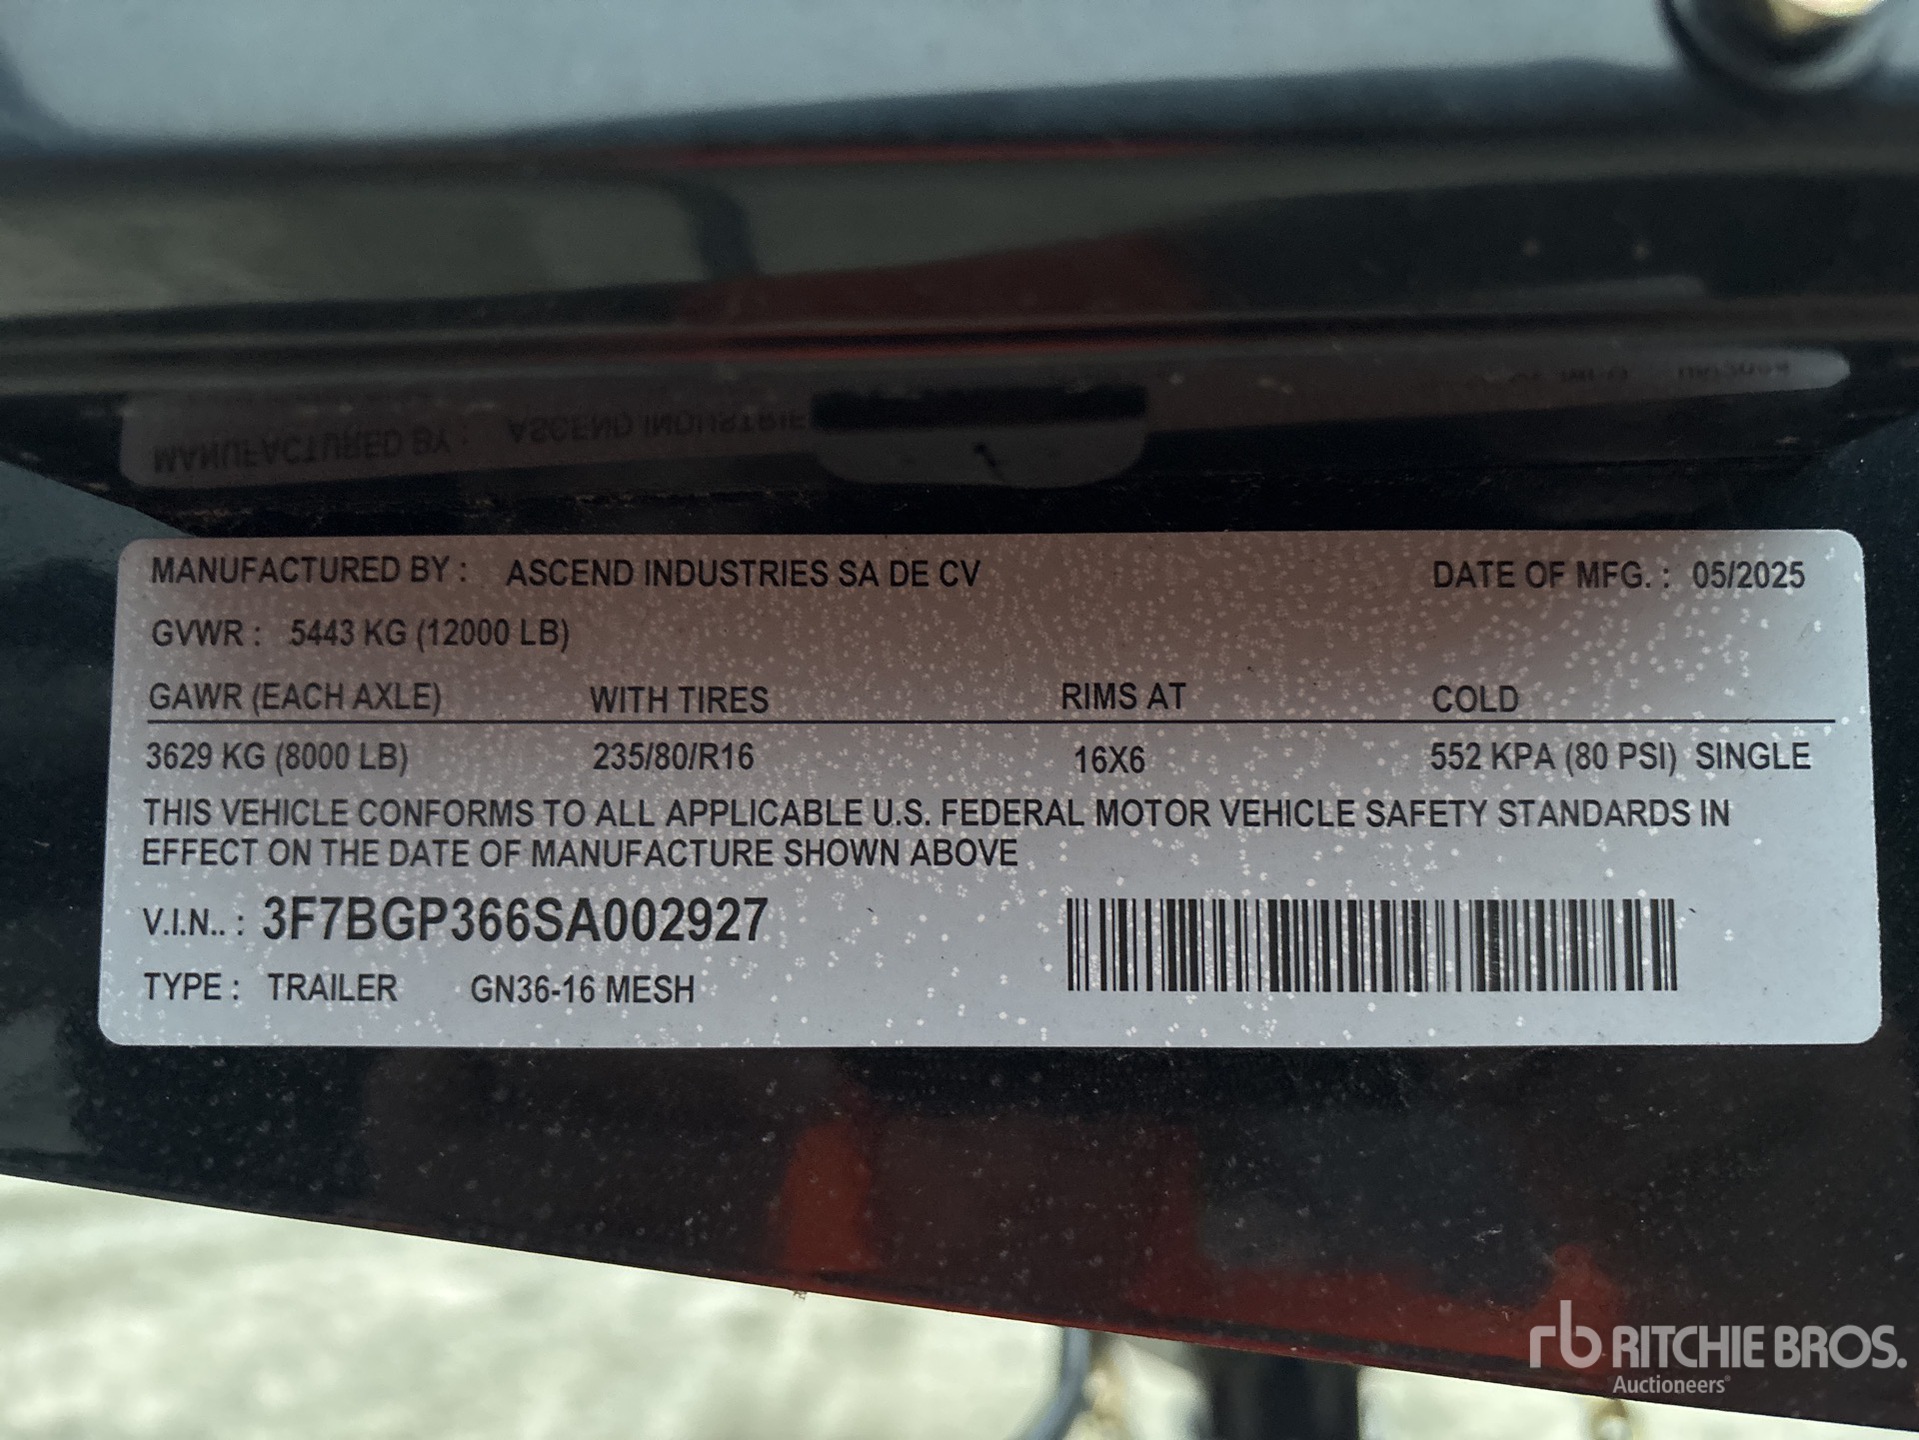 MANUFACTURED BY : ASCEND INDUSTRIES SA DE CV DATE OF MFG. : 05/2025
GVWR : 5443 KG (12000 LB)
GAWR (EACH AXLE) WITH TIRES RIMS AT COLD
3629 KG (8000 LB) 235/80/R16 16X6 552 KPA (80 PSI) SINGLE
THIS VEHICLE CONFORMS TO ALL APPLICABLE U.S. FEDERAL MOTOR VEHICLE SAFETY STANDARDS IN
EFFECT ON THE DATE OF MANUFACTURE SHOWN ABOVE
V.I.N.. : 3F7BGP366SA002927
TYPE : TRAILER GN36-16 MESH
rb RITCHIE BROS.
Auctioneers